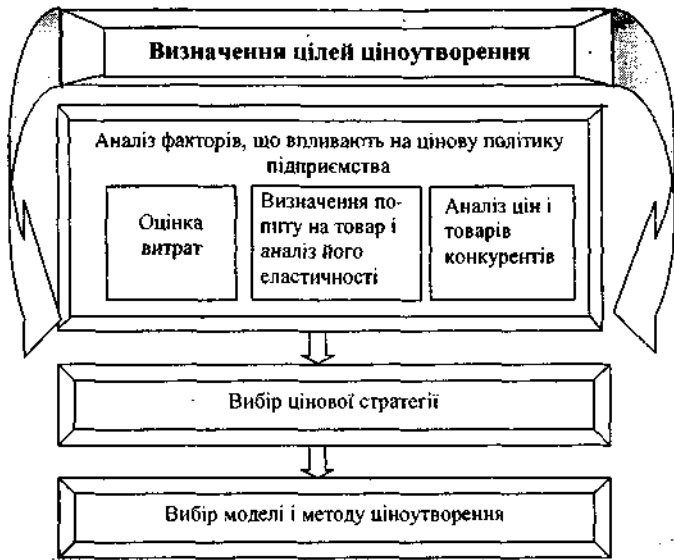 Визначення цілей ціноутворення
Аналіз факторів, що впливають на цінову політику
підприємства
Оцінка
витрат
Визначення по-
питу на товар і
аналіз його
еластичності
Аналіз цін і
товарів
конкурентів
Вибір цінової стратегії
Вибір моделі і методу ціноутворення